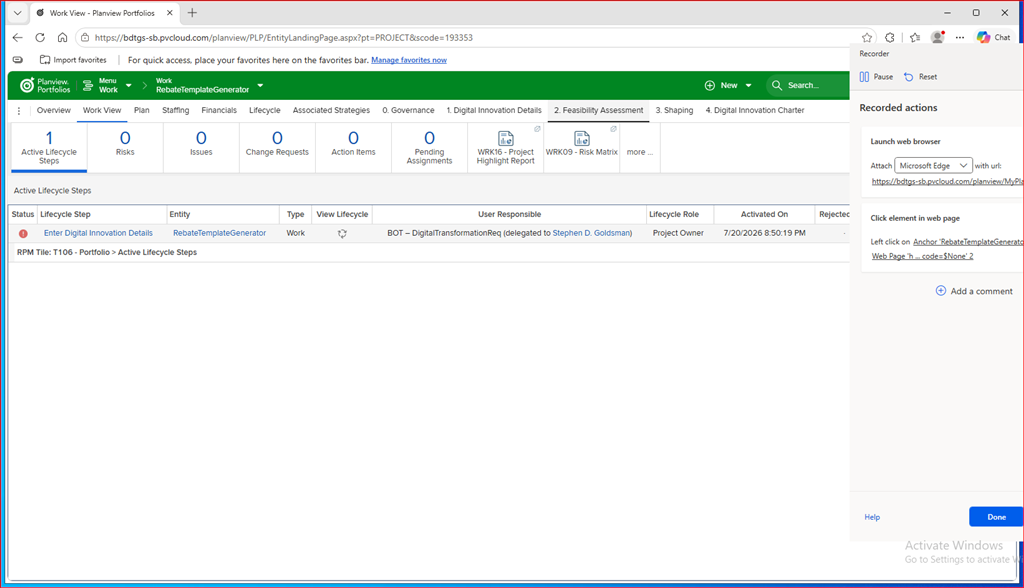 Work View - Planview Portfolios
https://bdtgs-sb.pvcloud.com/planview/PLP/EntityLandingPage.aspx?pt=PROJECT&scode=193353
Chat
Import favorites
For quick access, place your favorites here on the favorites bar. Manage favorites now
Planview. Portfolios
Menu
Work
Work
RebateTemplateGenerator
New
Search...
Overview Work View Plan Staffing Financials Lifecycle Associated Strategies 0. Governance 1. Digital Innovation Details 2. Feasibility Assessment 3. Shaping 4. Digital Innovation Charter
1 Active Lifecycle Steps
0 Risks
0 Issues
0 Change Requests
0 Action Items
0 Pending Assignments
WRK16 - Project Highlight Report
WRK09 - Risk Matrix
more ...
Active Lifecycle Steps
Status Lifecycle Step Entity Type View Lifecycle User Responsible Lifecycle Role Activated On Rejected
Enter Digital Innovation Details RebateTemplateGenerator Work BOT – DigitalTransformationReq (delegated to Stephen D. Goldsman) Project Owner 7/20/2026 8:50:19 PM -
RPM Tile: T106 - Portfolio > Active Lifecycle Steps
Recorder
Pause Reset
Recorded actions
Launch web browser
Attach Microsoft Edge with url:
https://bdtgs-sb.pvcloud.com/planview/MyPla
Click element in web page
Left click on Anchor 'RebateTemplateGenerato
Web Page 'h ... code=$None' 2
Add a comment
Help
Done
Activate Windows
Go to Settings to activate W